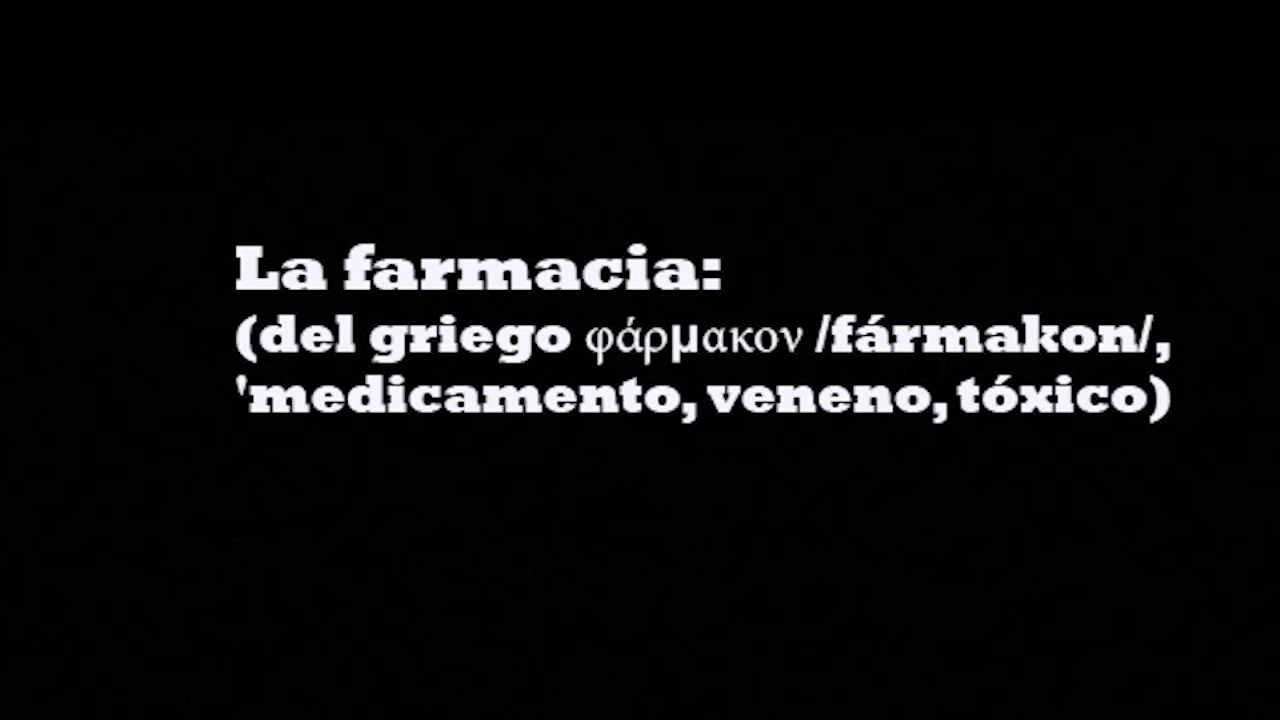 La farmacia:
(del griego φάρμακον /fármakon/,
'medicamento, veneno, tóxico)